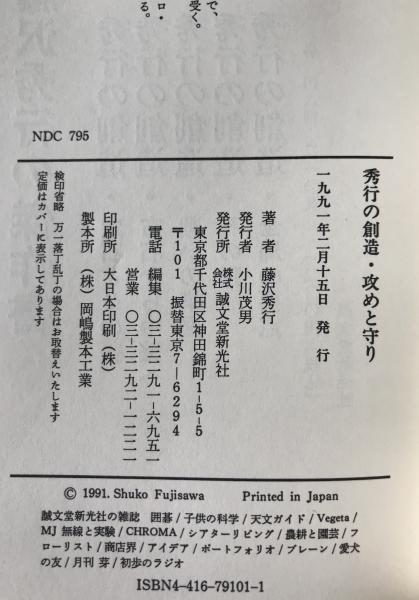 で、
受く。
ロ・
る。
NDC 795
秀行の創造・攻めと守り
一九九一年二月十五日 発行
著者 藤沢秀行
発行者 小川茂男
発行所 株式会社 誠文堂新光社
東京都千代田区神田錦町1-5-5
〒101 振替東京7-6294
電話 編集 〇三-三二九一-六九五一
営業 〇三-三二九二-一二二一
印刷所 大日本印刷(株)
製本所 (株)岡嶋製本工業
検印省略 万一落丁乱丁の場合はお取替えいたします
定価はカバーに表示してあります
© 1991. Shuko Fujisawa Printed in Japan
誠文堂新光社の雑誌 囲碁/子供の科学/天文ガイド/Vegeta/
MJ無線と実験/CHROMA/シアターリビング/農耕と園芸/フ
ローリスト/商店界/アイデア/ポートフォリオ/ブレーン/愛犬
の友/月刊 芽/初歩のラジオ
ISBN4-416-79101-1